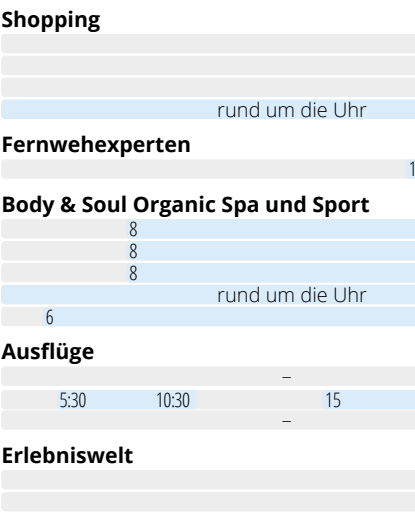 Shopping
rund um die Uhr
Fernwehexperten
1
Body & Soul Organic Spa und Sport
8
8
8
rund um die Uhr
6
Ausflüge
–
5:30 10:30 15
–
Erlebniswelt